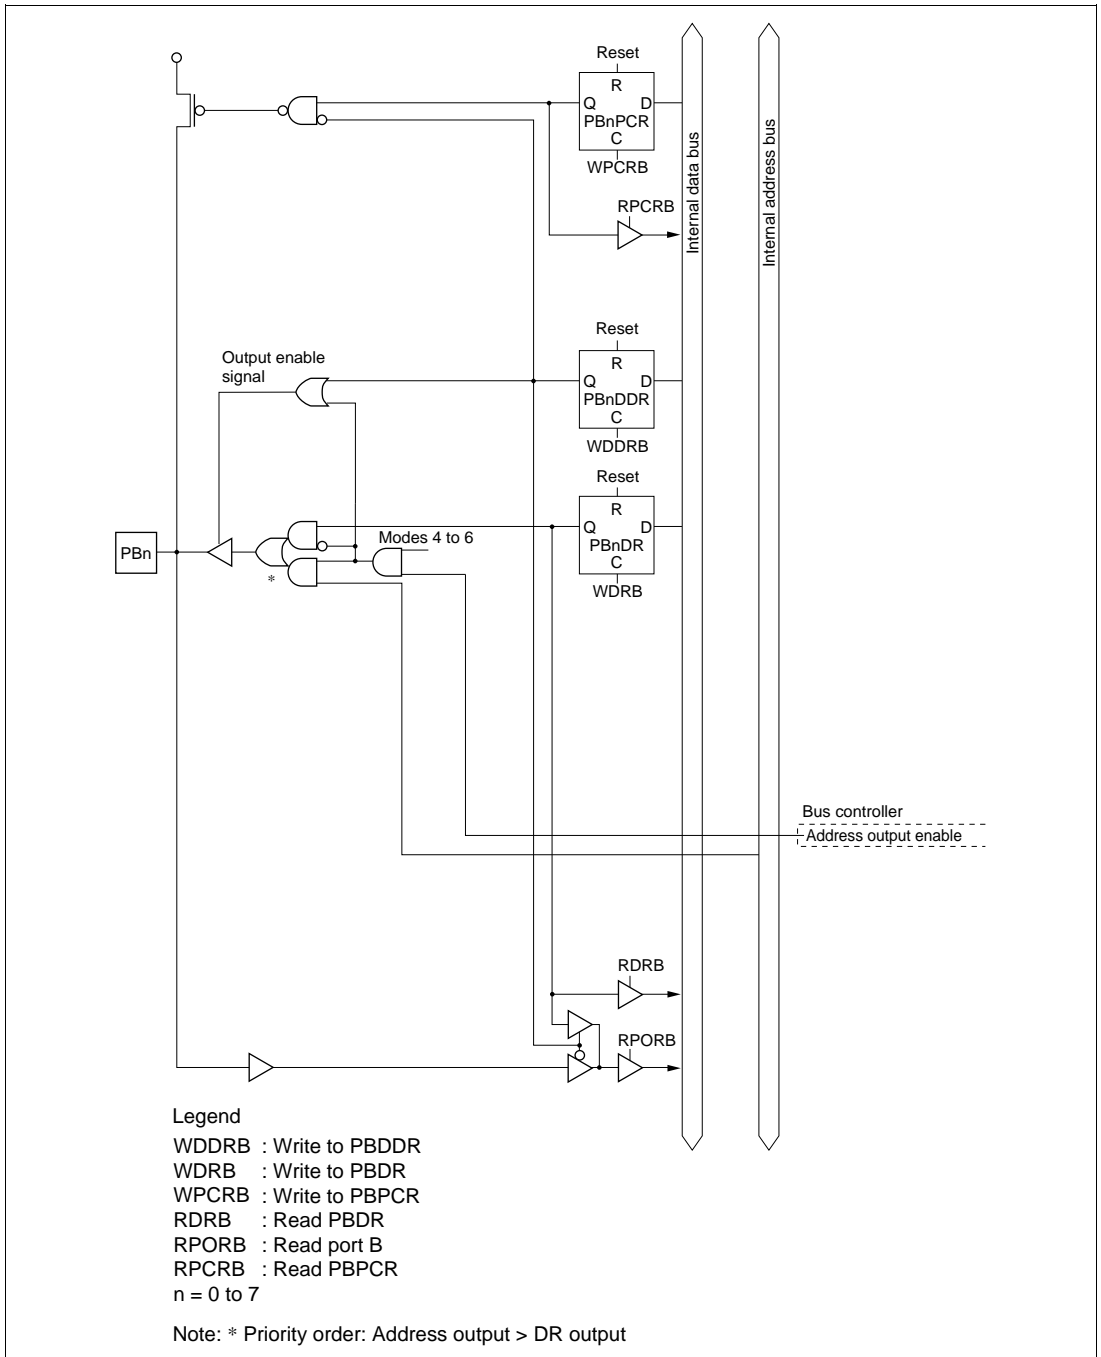 Reset
R
Q D
PBnPCR
C
WPCRB
RPCRB
Internal data bus
Internal address bus
Reset
R
Q D
PBnDDR
C
WDDRB
Output enable
signal
Reset
R
Q D
PBnDR
C
WDRB
Modes 4 to 6
PBn
*
Bus controller
Address output enable
RDRB
RPORB
Legend
WDDRB : Write to PBDDR
WDRB : Write to PBDR
WPCRB : Write to PBPCR
RDRB : Read PBDR
RPORB : Read port B
RPCRB : Read PBPCR
n = 0 to 7
Note: * Priority order: Address output > DR output